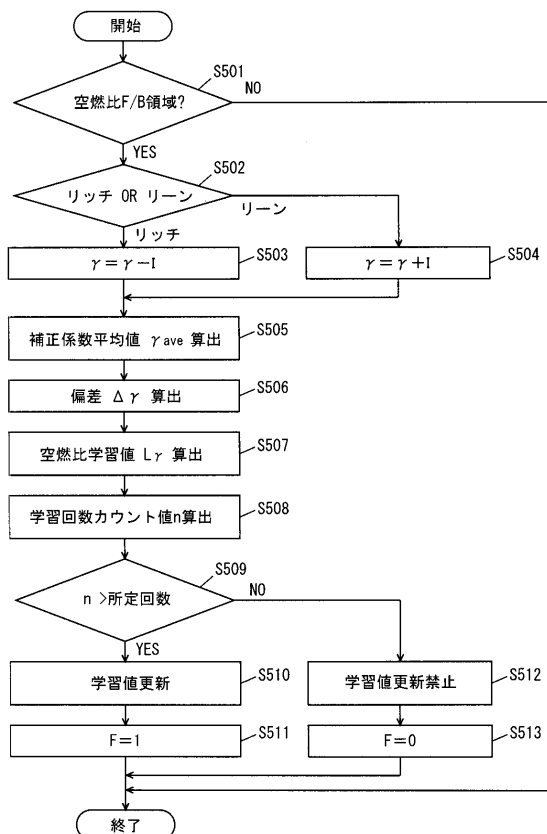 開始
S501
空燃比F/B領域?
NO
YES
S502
リッチ OR リーン
リーン
リッチ
γ=γ−I
S503
γ=γ+I
S504
補正係数平均値 γave 算出
S505
偏差 Δγ 算出
S506
空燃比学習値 Lγ 算出
S507
学習回数カウント値n算出
S508
S509
n >所定回数
NO
YES
学習値更新
S510
学習値更新禁止
S512
F=1
S511
F=0
S513
終了